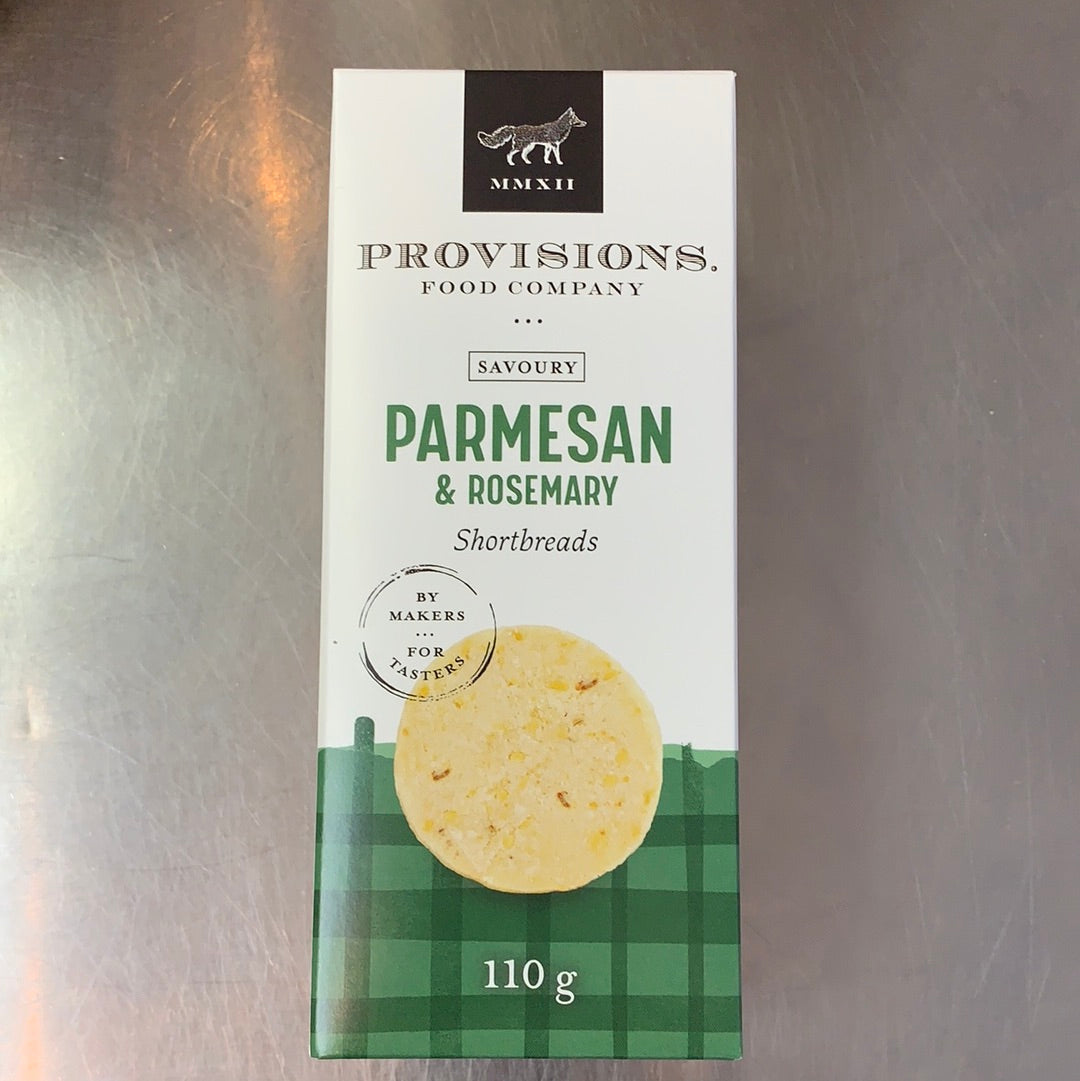 MMXII
PROVISIONS.
FOOD COMPANY
...
SAVOURY
PARMESAN
& ROSEMARY
Shortbreads
BY
MAKERS
...
FOR
TASTERS
110 g